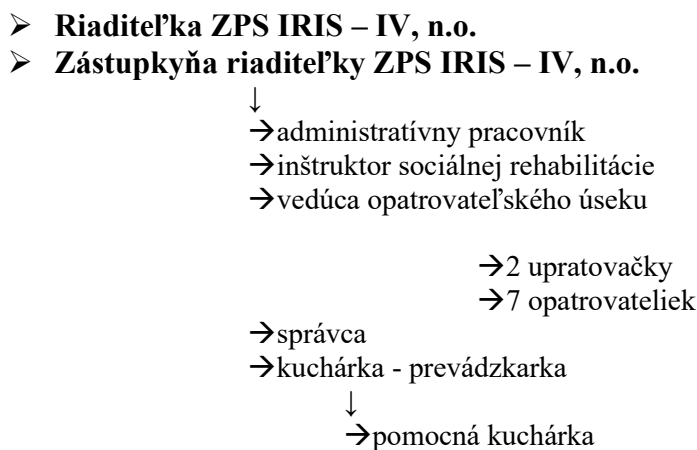 ➢ Riaditeľka ZPS IRIS – IV, n.o.
➢ Zástupkyňa riaditeľky ZPS IRIS – IV, n.o.
↓
→administratívny pracovník
→inštruktor sociálnej rehabilitácie
→vedúca opatrovateľského úseku
→2 upratovačky
→7 opatrovateliek
→správca
→kuchárka - prevádzkarka
↓
→pomocná kuchárka